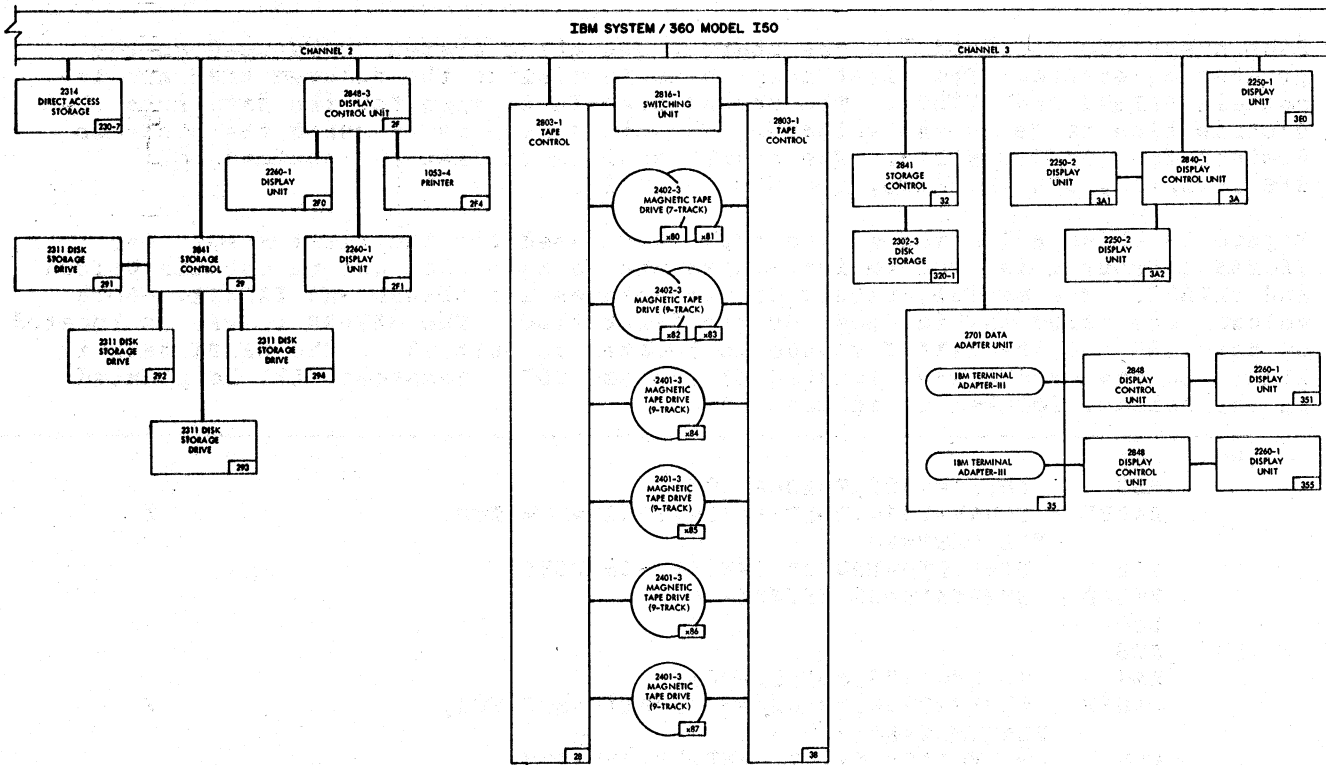 IBM SYSTEM / 360 MODEL I50
CHANNEL 2
CHANNEL 3
2314
DIRECT ACCESS
STORAGE
230-7
2848-3
DISPLAY
CONTROL UNIT
2F
2260-1
DISPLAY
UNIT
2F0
1053-4
PRINTER
2F4
2260-1
DISPLAY
UNIT
2F1
2311 DISK
STORAGE DRIVE
291
2841
STORAGE
CONTROL
29
2311 DISK
STORAGE
DRIVE
292
2311 DISK
STORAGE
DRIVE
294
2311 DISK
STORAGE
DRIVE
293
2803-1
TAPE
CONTROL
28
2816-1
SWITCHING
UNIT
2402-3
MAGNETIC TAPE
DRIVE (7-TRACK)
x80
x81
2402-3
MAGNETIC TAPE
DRIVE (9-TRACK)
x82
x83
2401-3
MAGNETIC
TAPE DRIVE
(9-TRACK)
x84
2401-3
MAGNETIC
TAPE DRIVE
(9-TRACK)
x85
2401-3
MAGNETIC
TAPE DRIVE
(9-TRACK)
x86
2401-3
MAGNETIC
TAPE DRIVE
(9-TRACK)
x87
2803-1
TAPE
CONTROL
38
2841
STORAGE
CONTROL
32
2302-3
DISK
STORAGE
320-1
2250-1
DISPLAY
UNIT
3E0
2250-2
DISPLAY
UNIT
3A1
2840-1
DISPLAY
CONTROL UNIT
3A
2250-2
DISPLAY
UNIT
3A2
2701 DATA
ADAPTER UNIT
IBM TERMINAL
ADAPTER-III
2848
DISPLAY
CONTROL
UNIT
2260-1
DISPLAY
UNIT
351
IBM TERMINAL
ADAPTER-III
2848
DISPLAY
CONTROL
UNIT
2260-1
DISPLAY
UNIT
355
35